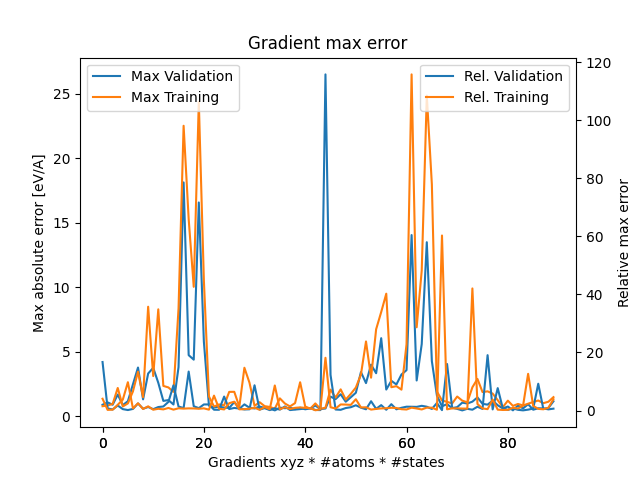 Gradient max error
Max Validation
Max Training
Rel. Validation
Rel. Training
Max absolute error [eV/A]
Relative max error
25
20
15
10
5
0
120
100
80
60
40
20
0
0 20 40 60 80
Gradients xyz * #atoms * #states